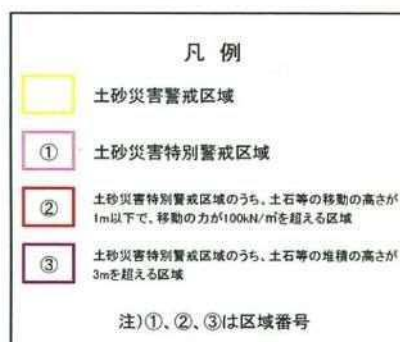 凡例
土砂災害警戒区域
① 土砂災害特別警戒区域
② 土砂災害特別警戒区域のうち、土石等の移動の高さが
1m以下で、移動の力が100kN/㎡を超える区域
③ 土砂災害特別警戒区域のうち、土石等の堆積の高さが
3mを超える区域
注)①、②、③は区域番号